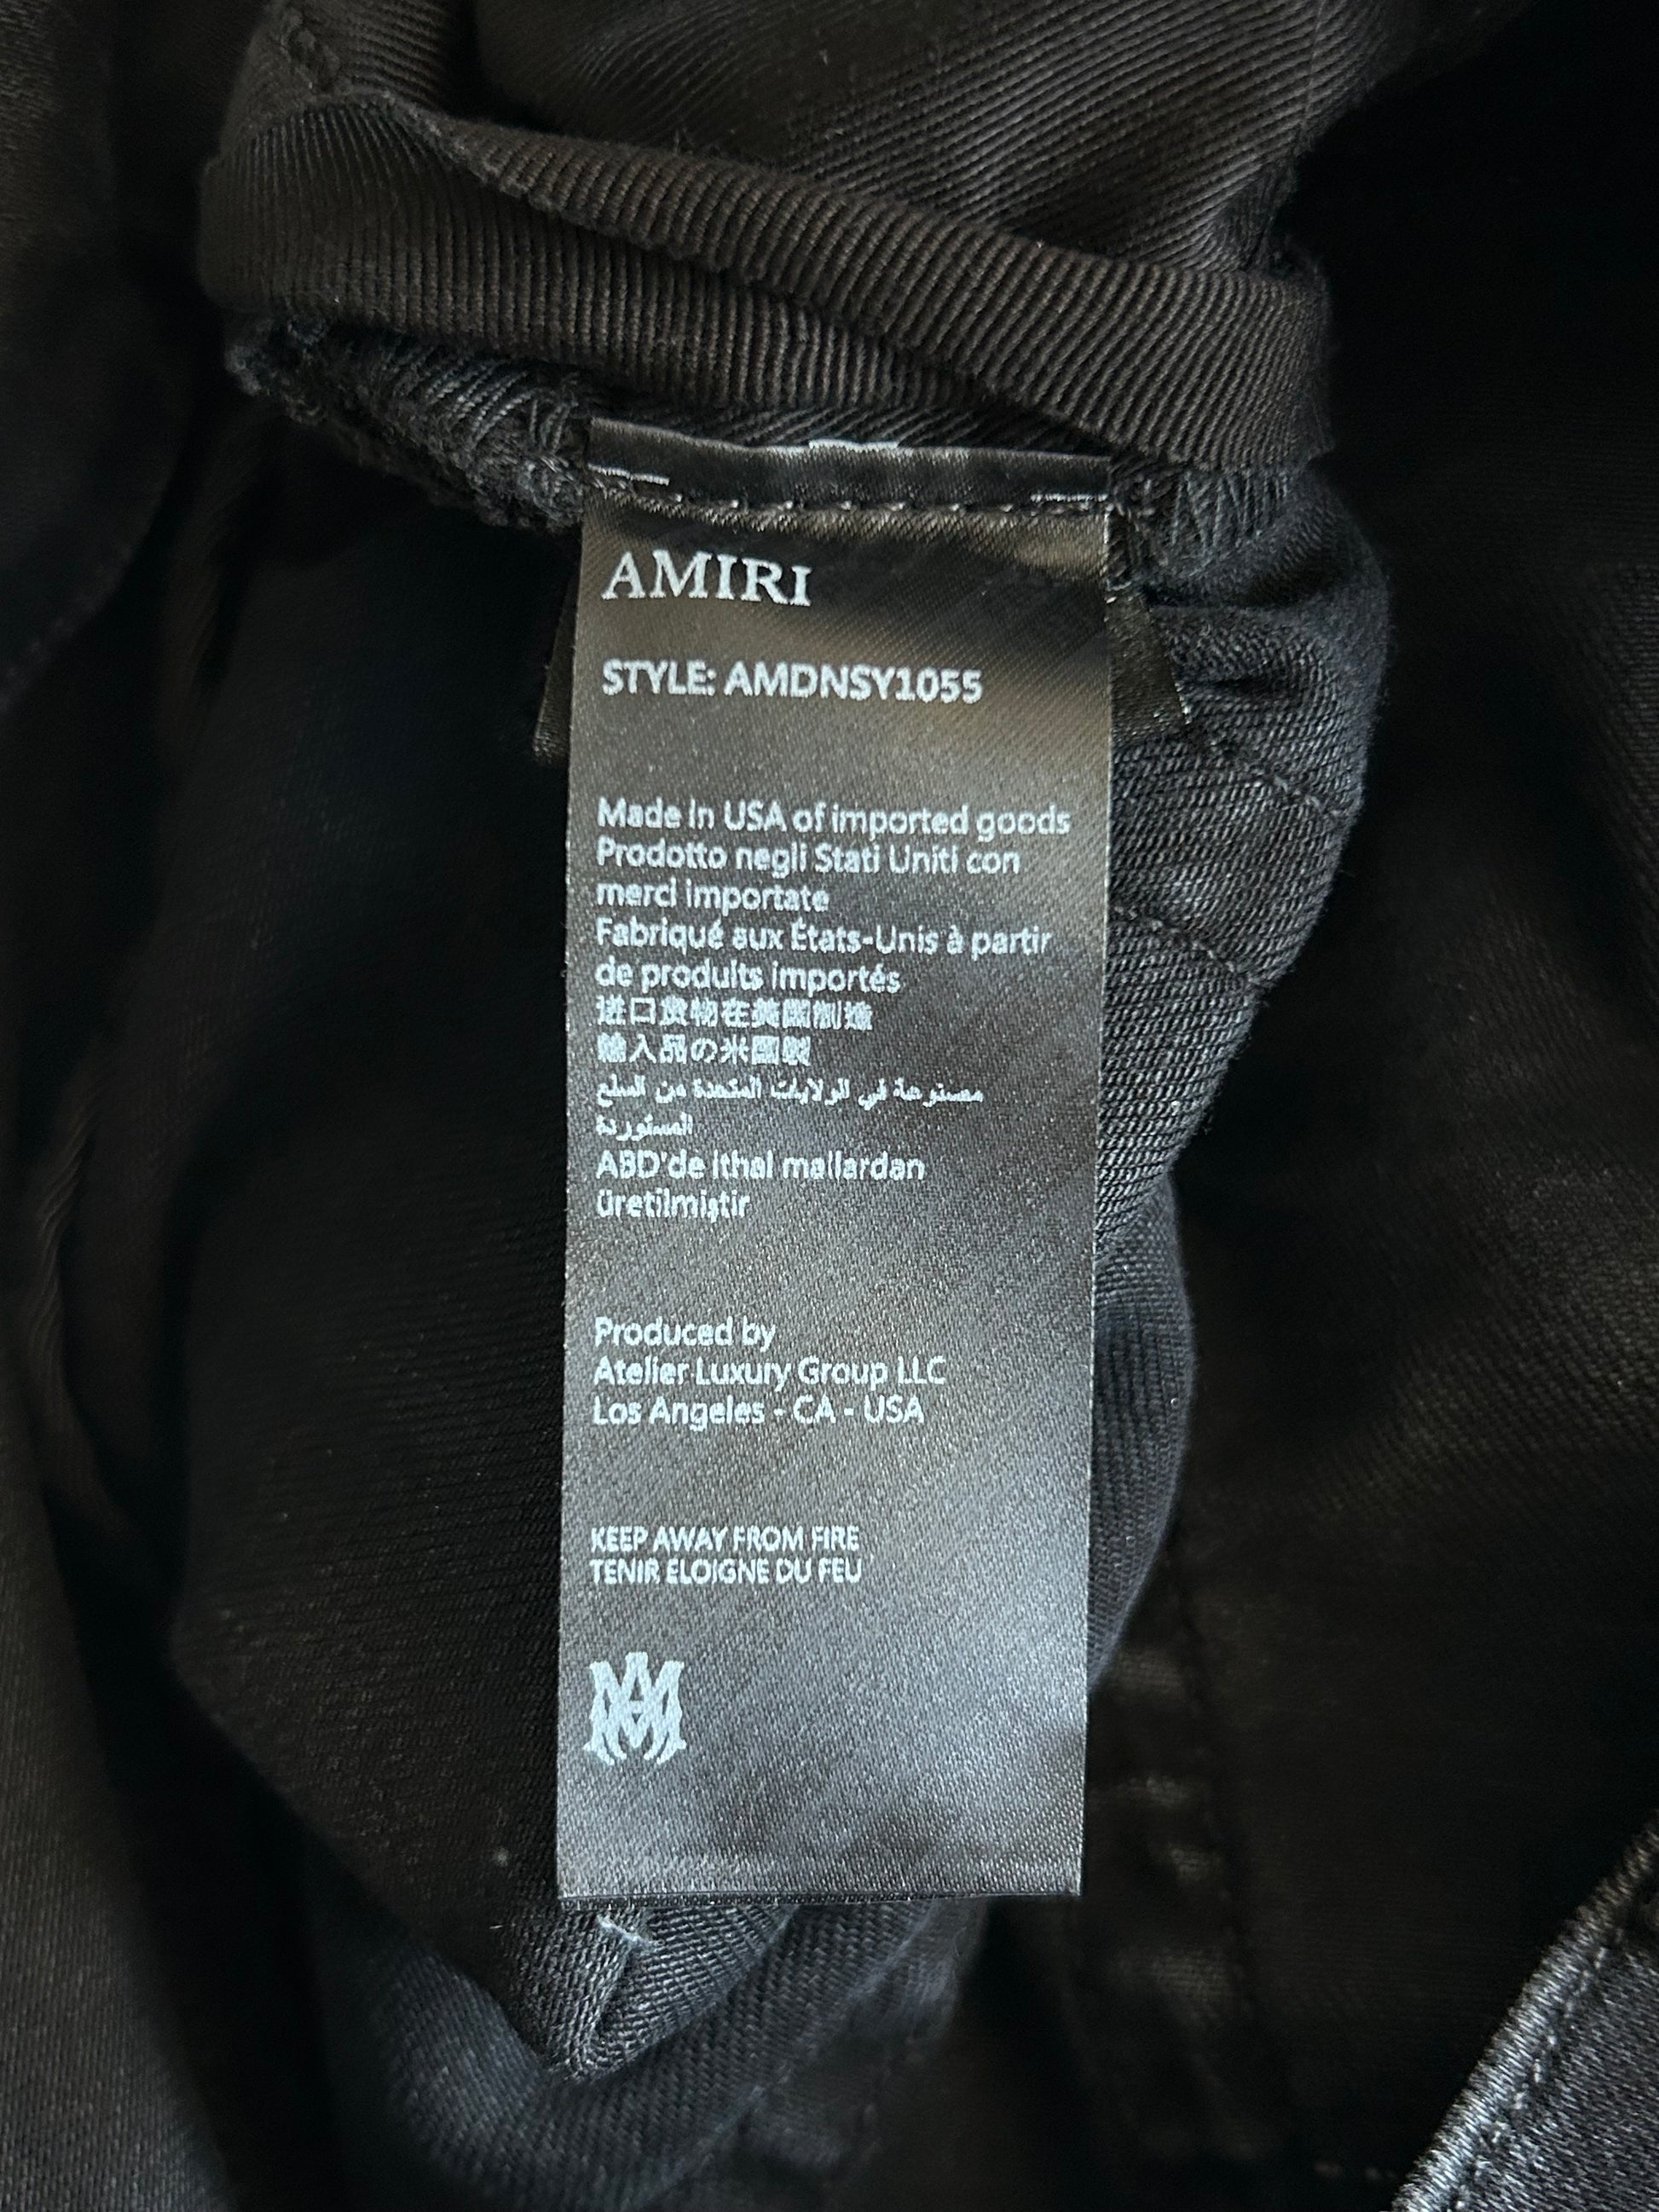 AMIRI
STYLE: AMDNSY1055
Made in USA of imported goods
Prodotto negli Stati Uniti con
merci importate
Fabriqué aux États-Unis à partir
de produits importés
进口货物在美國制造
輸入品の米国製
مصنوعة في الولايات المتحدة من السلع
المستوردة
ABD'de ithal mallardan
üretilmiştir
Produced by
Atelier Luxury Group LLC
Los Angeles - CA - USA
KEEP AWAY FROM FIRE
TENIR ELOIGNE DU FEU